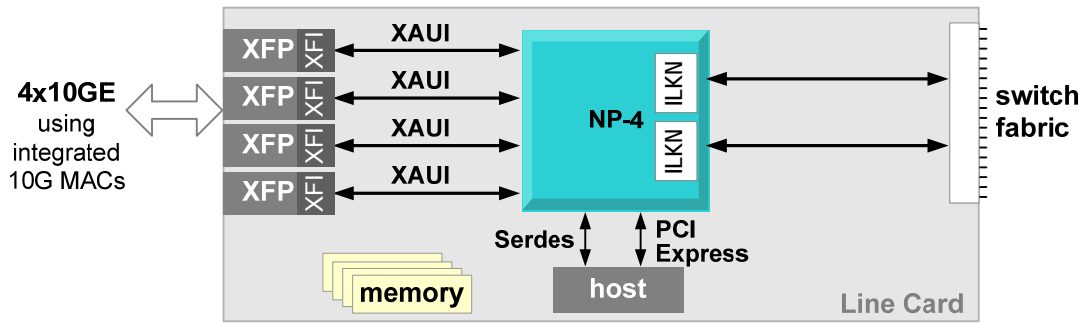 4x10GE
using
integrated
10G MACs
XFP XFI
XAUI
XFP XFI
XAUI
XFP XFI
XAUI
XFP XFI
XAUI
NP-4
ILKN
ILKN
switch
fabric
Serdes
PCI
Express
host
memory
Line Card